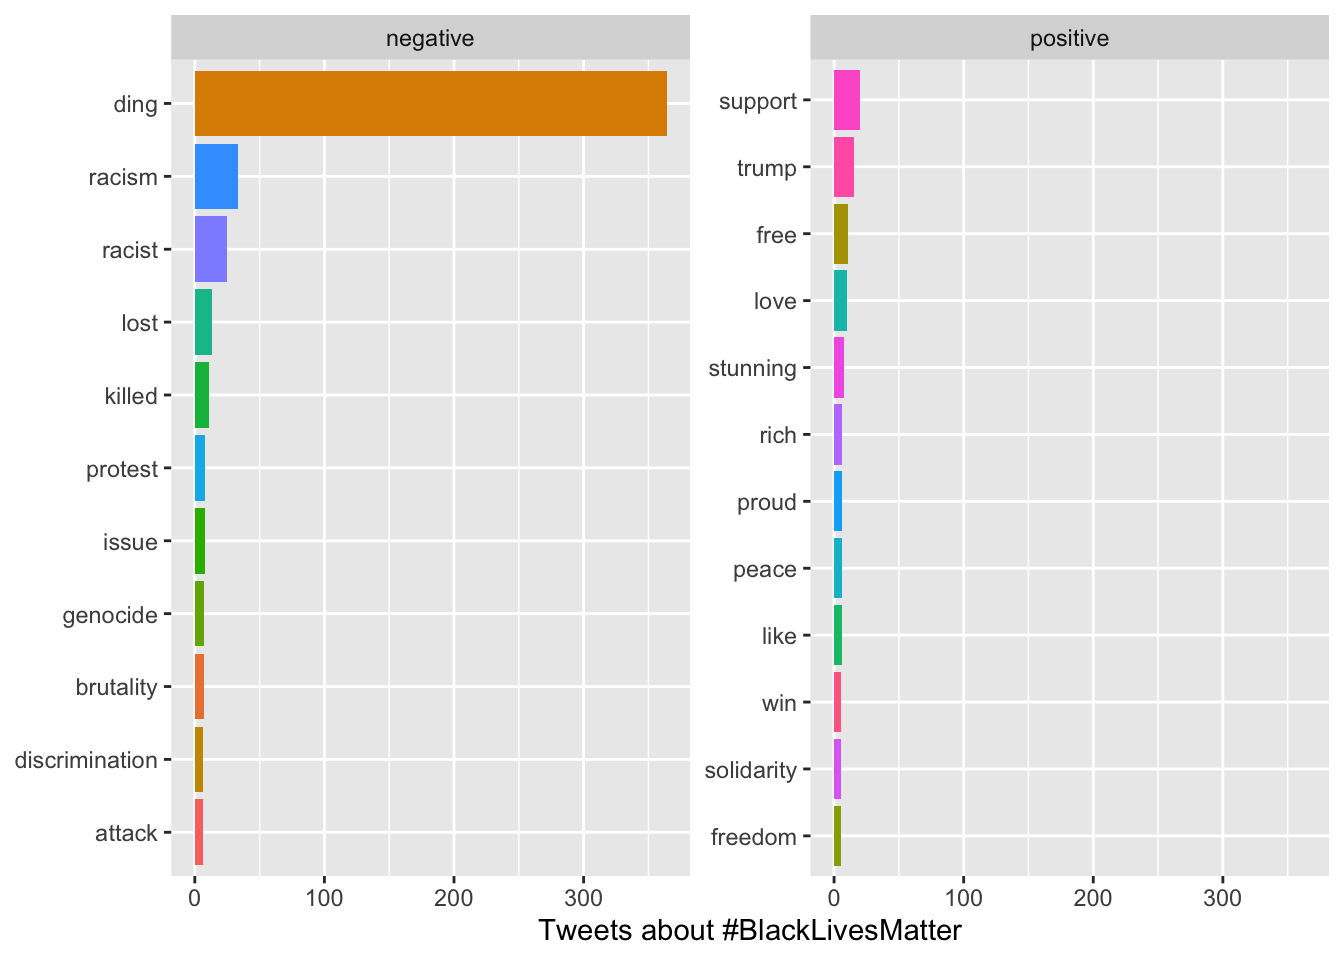 negative
ding
racism
racist
lost
killed
protest
issue
genocide
brutality
discrimination
attack
0 100 200 300
positive
support
trump
free
love
stunning
rich
proud
peace
like
win
solidarity
freedom
0 100 200 300
Tweets about #BlackLivesMatter